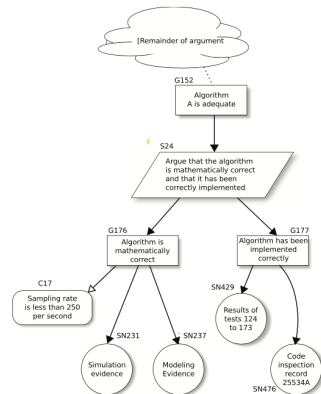 [Remainder of argument
G152
Algorithm
A is adequate
S24
Argue that the algorithm
is mathematically correct
and that it has been
correctly implemented
G176
Algorithm is
mathematically
correct
G177
Algorithm has been
implemented
correctly
C17
Sampling rate
is less than 250
per second
SN429
Results of
tests 124
to 173
SN231
Simulation
evidence
SN237
Modeling
Evidence
Code
inspection
record
25534A
SN476